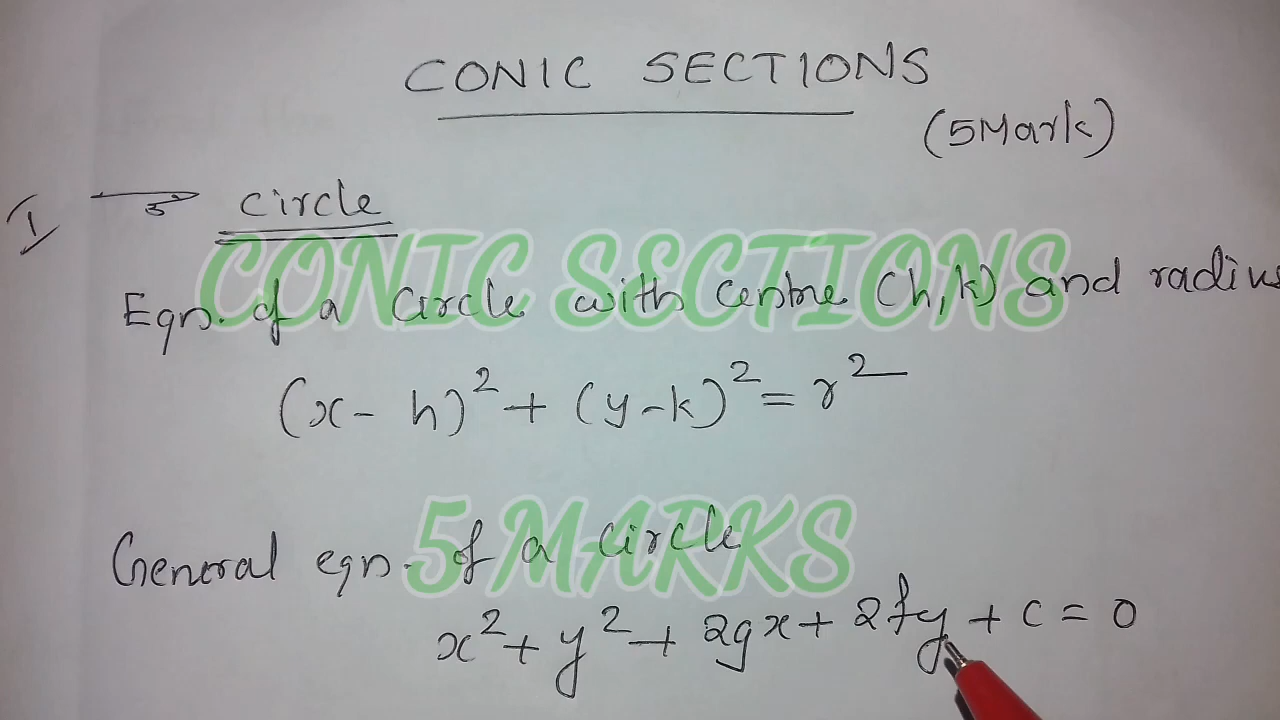 CONIC SECTIONS
(5Mark)
I circle
CONIC SECTIONS
Eqn. of a circle with centre (h,k) and radius
(x - h)² + (y-k)² = r²
5 MARKS
General eqn. of a circle
x² + y² + 2gx + 2fy + c = 0